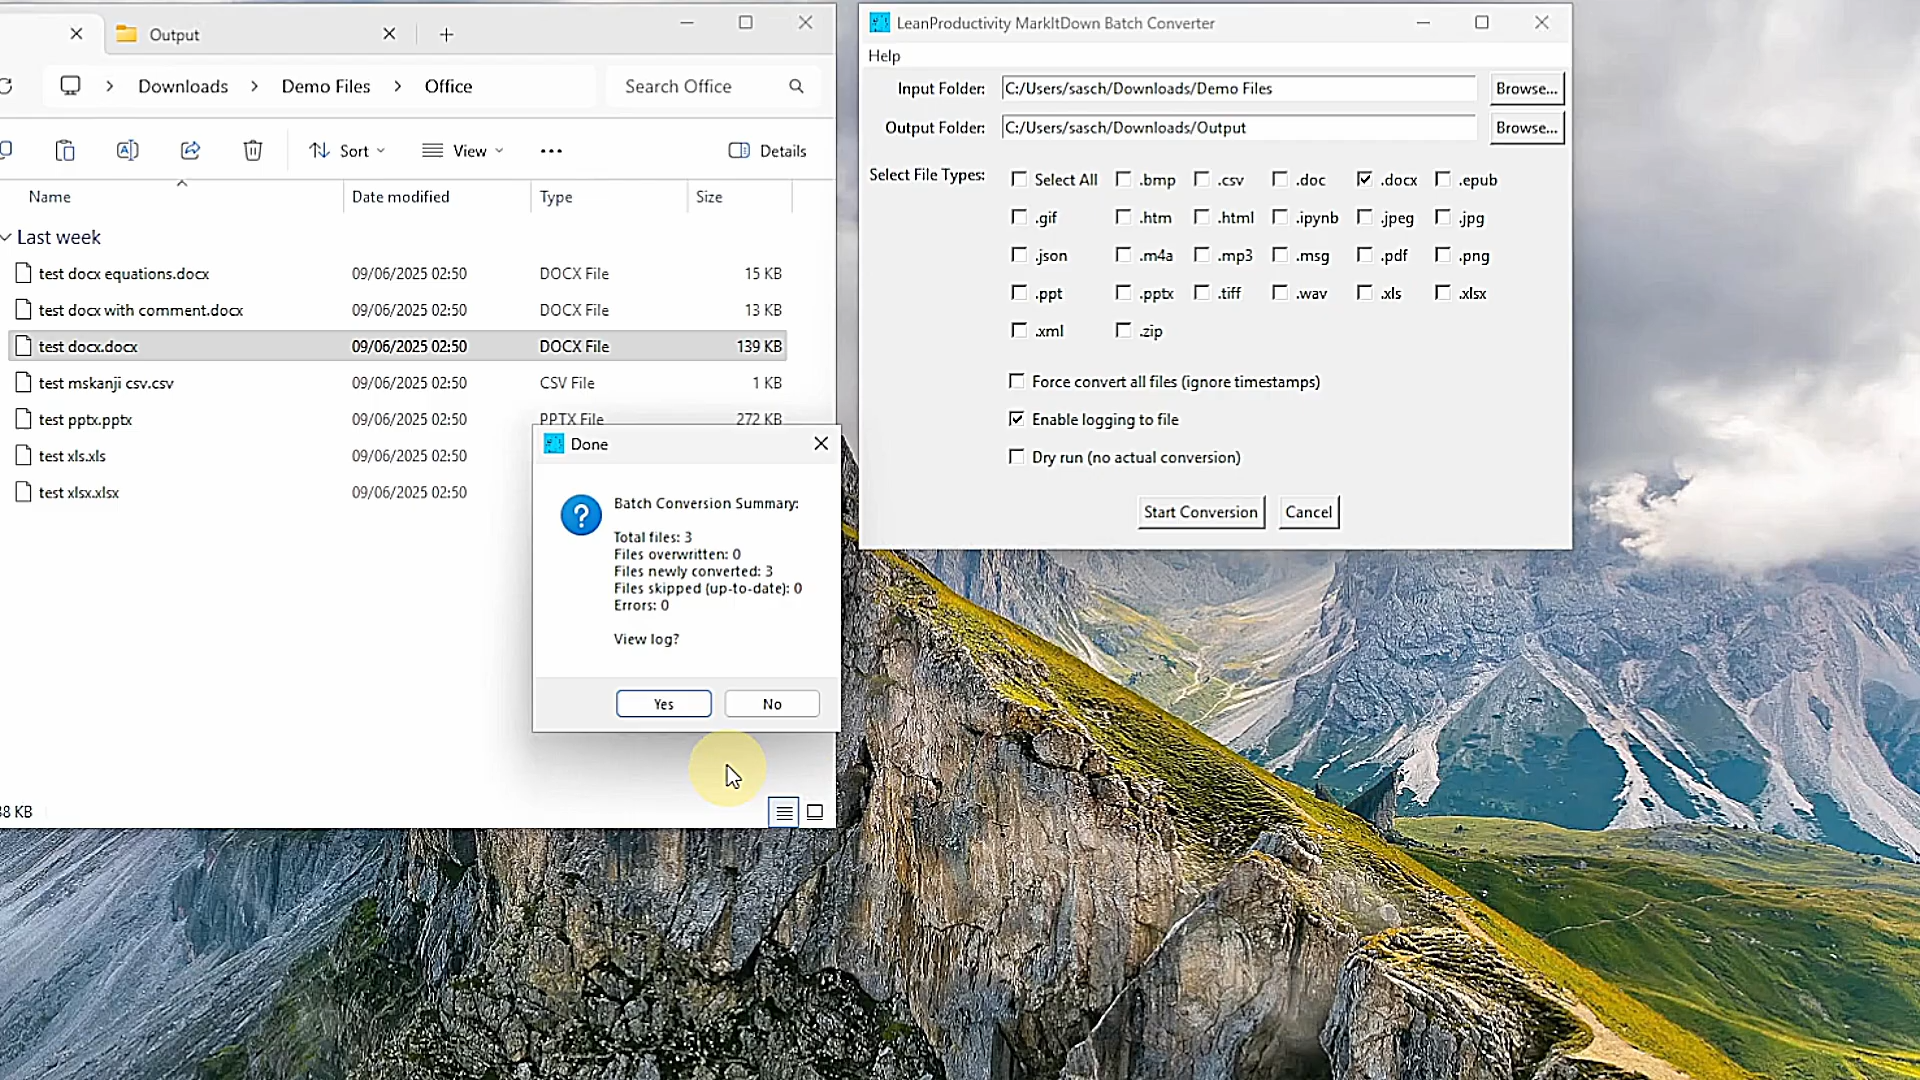 Output
Downloads > Demo Files > Office
Search Office
Sort
View
Details
Name Date modified Type Size
Last week
test docx equations.docx 09/06/2025 02:50 DOCX File 15 KB
test docx with comment.docx 09/06/2025 02:50 DOCX File 13 KB
test docx.docx 09/06/2025 02:50 DOCX File 139 KB
test mskanji csv.csv 09/06/2025 02:50 CSV File 1 KB
test pptx.pptx 09/06/2025 02:50 PPTX File 272 KB
test xls.xls 09/06/2025 02:50
test xlsx.xlsx 09/06/2025 02:50
Done
Batch Conversion Summary:
Total files: 3
Files overwritten: 0
Files newly converted: 3
Files skipped (up-to-date): 0
Errors: 0
View log?
Yes No
LeanProductivity MarkItDown Batch Converter
Help
Input Folder: C:/Users/sasch/Downloads/Demo Files Browse...
Output Folder: C:/Users/sasch/Downloads/Output Browse...
Select File Types: Select All .bmp .csv .doc .docx .epub
.gif .htm .html .ipynb .jpeg .jpg
.json .m4a .mp3 .msg .pdf .png
.ppt .pptx .tiff .wav .xls .xlsx
.xml .zip
Force convert all files (ignore timestamps)
Enable logging to file
Dry run (no actual conversion)
Start Conversion Cancel